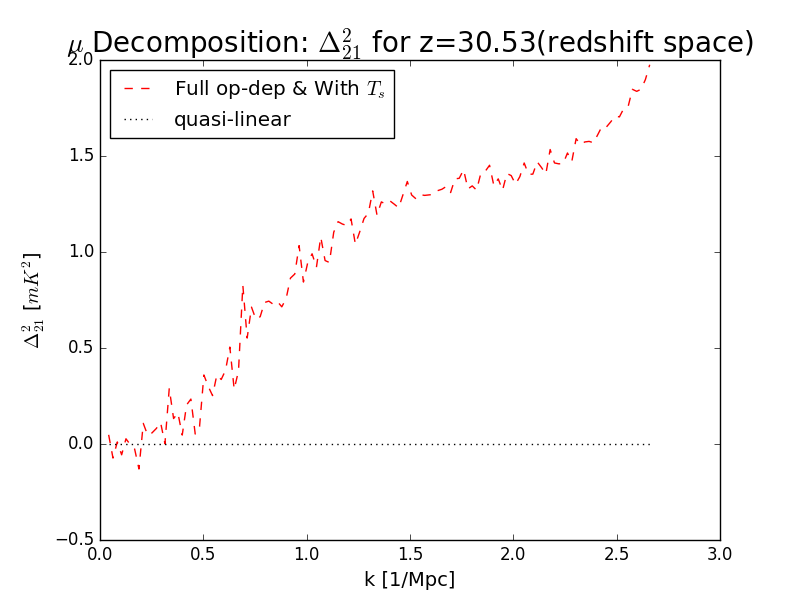 μ Decomposition: Δ²₂₁ for z=30.53(redshift space)
2.0
Full op-dep & With Tₛ
quasi-linear
1.5
1.0
Δ²₂₁ [mK²]
0.5
0.0
−0.5
0.0 0.5 1.0 1.5 2.0 2.5 3.0
k [1/Mpc]